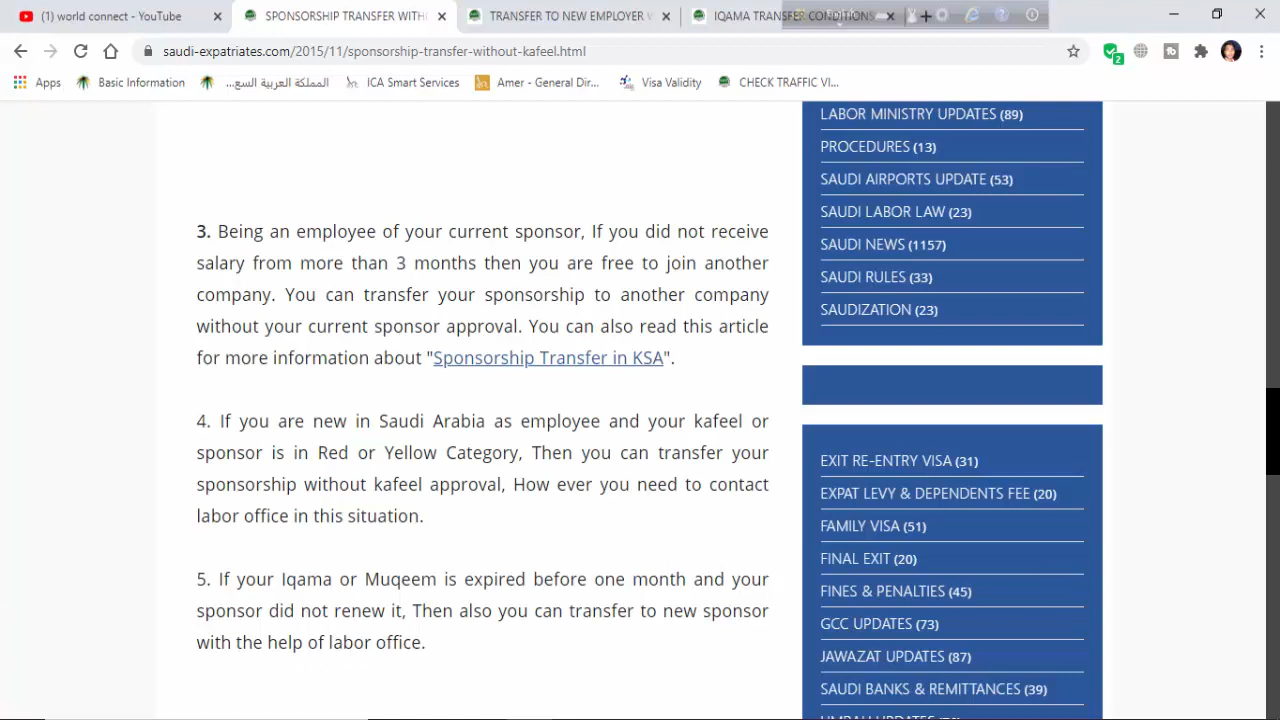 (1) world connect - YouTube
SPONSORSHIP TRANSFER WITH
TRANSFER TO NEW EMPLOYER W
IQAMA TRANSFER CONDITIONS
saudi-expatriates.com/2015/11/sponsorship-transfer-without-kafeel.html
2
Apps
Basic Information
المملكة العربية السع...
ICA Smart Services
Amer - General Dir...
Visa Validity
CHECK TRAFFIC VI...
3. Being an employee of your current sponsor, If you did not receive
salary from more than 3 months then you are free to join another
company. You can transfer your sponsorship to another company
without your current sponsor approval. You can also read this article
for more information about "Sponsorship Transfer in KSA".
4. If you are new in Saudi Arabia as employee and your kafeel or
sponsor is in Red or Yellow Category, Then you can transfer your
sponsorship without kafeel approval, How ever you need to contact
labor office in this situation.
5. If your Iqama or Muqeem is expired before one month and your
sponsor did not renew it, Then also you can transfer to new sponsor
with the help of labor office.
LABOR MINISTRY UPDATES (89)
PROCEDURES (13)
SAUDI AIRPORTS UPDATE (53)
SAUDI LABOR LAW (23)
SAUDI NEWS (1157)
SAUDI RULES (33)
SAUDIZATION (23)
EXIT RE-ENTRY VISA (31)
EXPAT LEVY & DEPENDENTS FEE (20)
FAMILY VISA (51)
FINAL EXIT (20)
FINES & PENALTIES (45)
GCC UPDATES (73)
JAWAZAT UPDATES (87)
SAUDI BANKS & REMITTANCES (39)